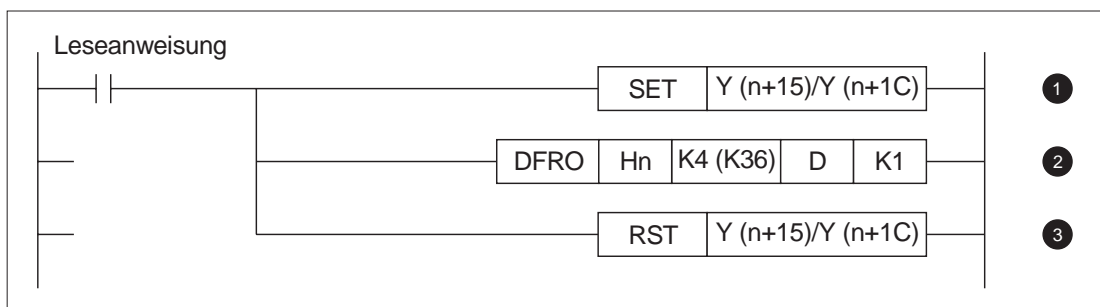 Leseanweisung
SET Y (n+15)/Y (n+1C) 1
DFRO Hn K4 (K36) D K1 2
RST Y (n+15)/Y (n+1C) 3